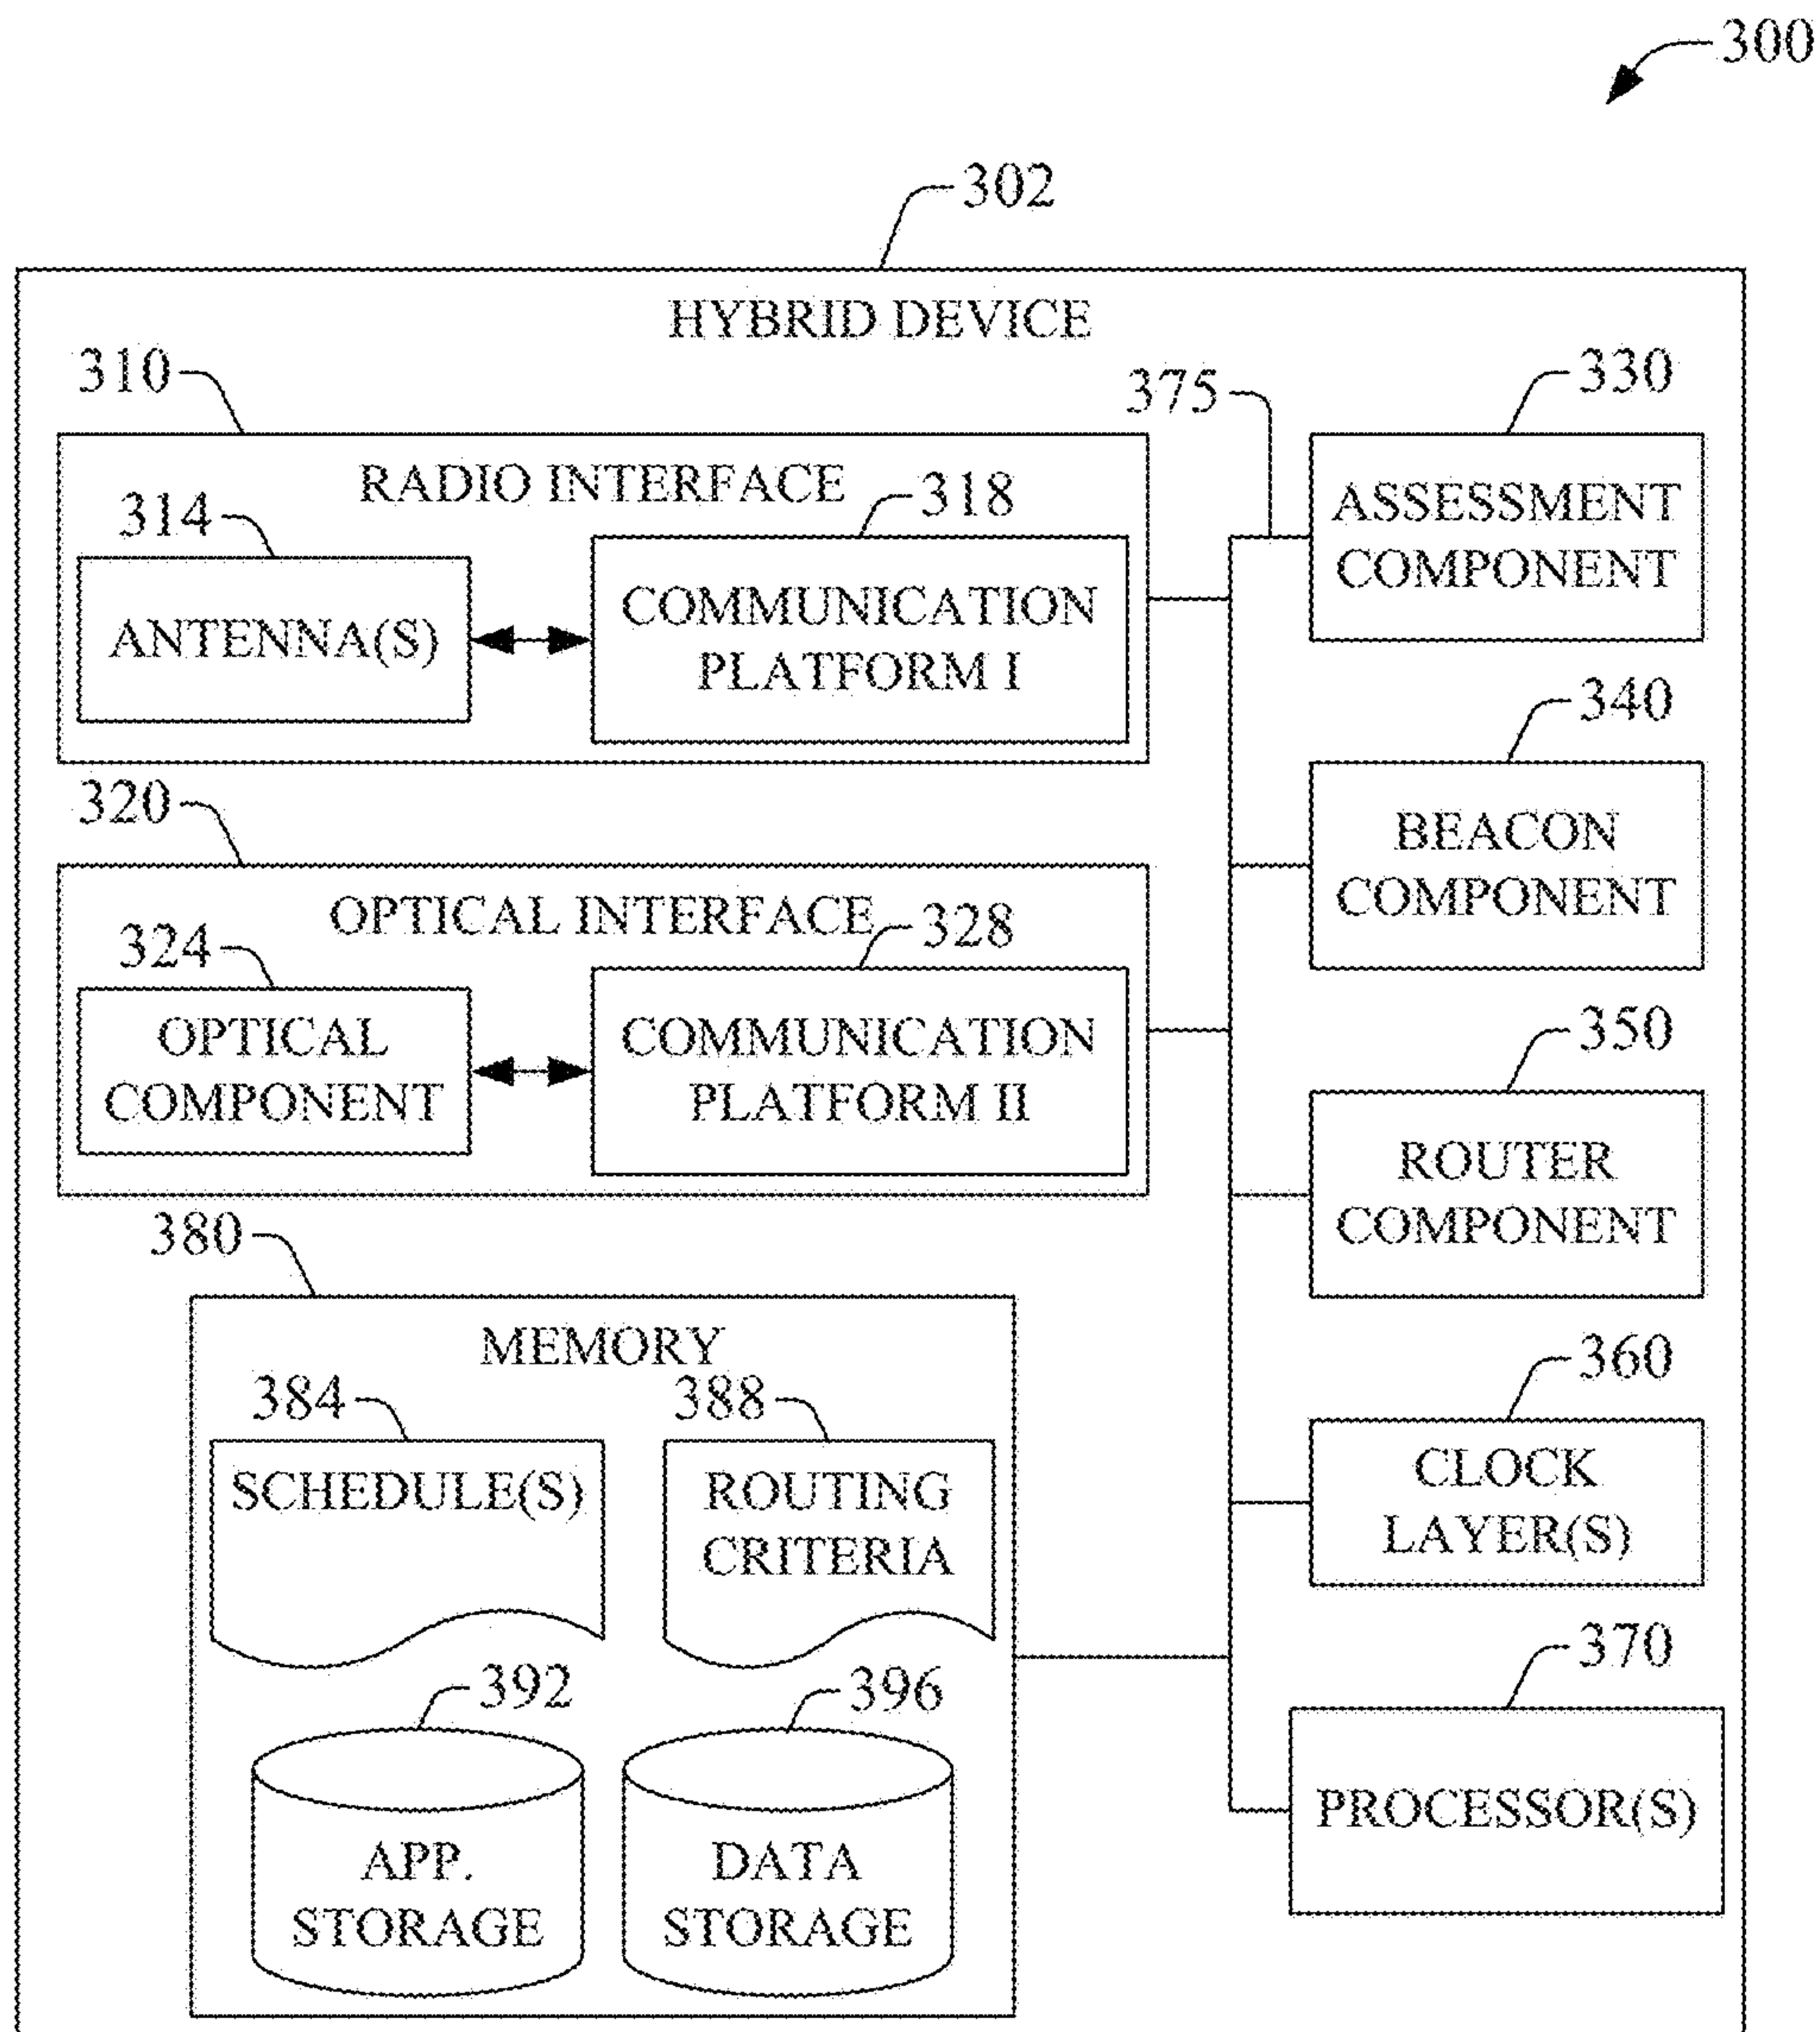 300
302
HYBRID DEVICE
310
375
330
RADIO INTERFACE
314
318
ANTENNA(S)
COMMUNICATION
PLATFORM I
ASSESSMENT
COMPONENT
340
BEACON
COMPONENT
320
OPTICAL INTERFACE
324
328
OPTICAL
COMPONENT
COMMUNICATION
PLATFORM II
350
ROUTER
COMPONENT
380
MEMORY
384
388
SCHEDULE(S)
ROUTING
CRITERIA
360
CLOCK
LAYER(S)
392
396
APP.
STORAGE
DATA
STORAGE
370
PROCESSOR(S)